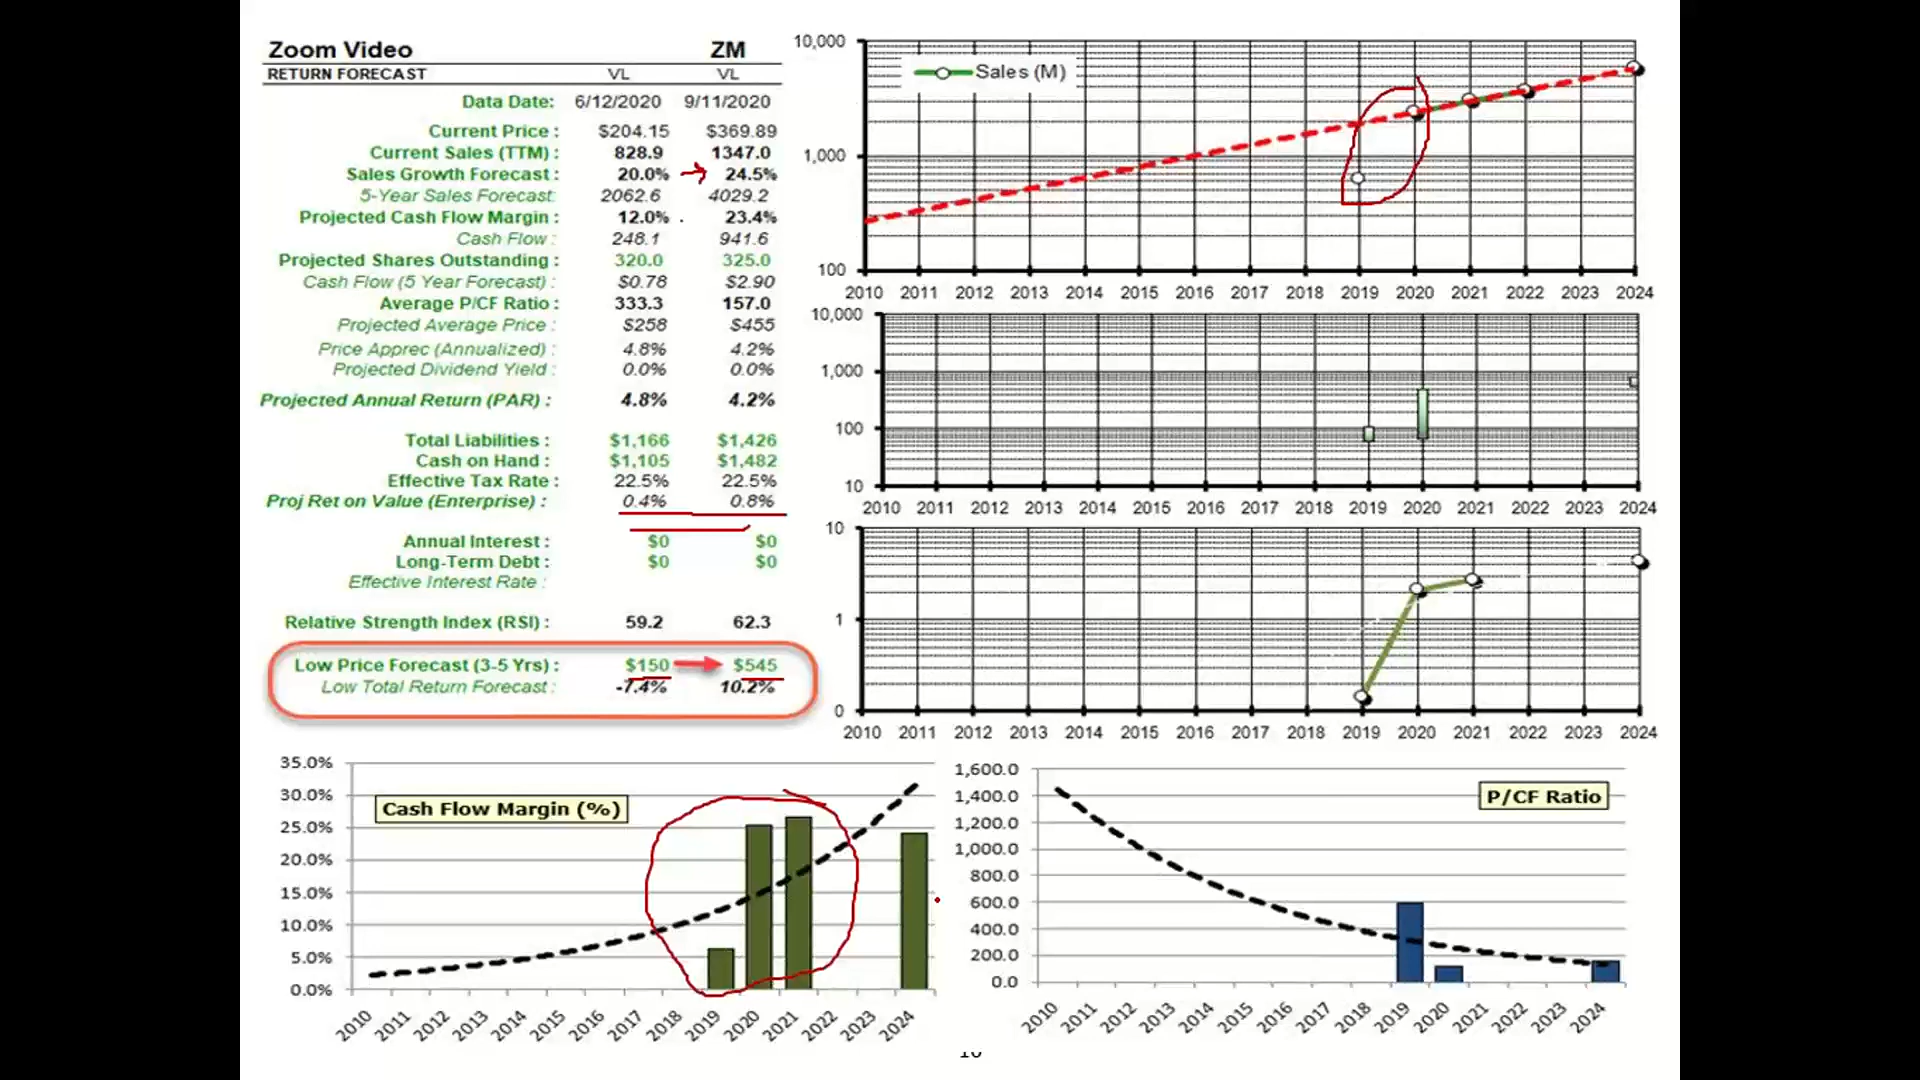 Zoom Video ZM
RETURN FORECAST VL VL
Data Date: 6/12/2020 9/11/2020
Current Price : $204.15 $369.89
Current Sales (TTM) : 828.9 1347.0
Sales Growth Forecast : 20.0% 24.5%
5-Year Sales Forecast: 2062.6 4029.2
Projected Cash Flow Margin : 12.0% 23.4%
Cash Flow : 248.1 941.6
Projected Shares Outstanding : 320.0 325.0
Cash Flow (5 Year Forecast) : $0.78 $2.90
Average P/CF Ratio : 333.3 157.0
Projected Average Price : $258 $455
Price Apprec (Annualized) : 4.8% 4.2%
Projected Dividend Yield : 0.0% 0.0%
Projected Annual Return (PAR) : 4.8% 4.2%
Total Liabilities : $1,166 $1,426
Cash on Hand : $1,105 $1,482
Effective Tax Rate : 22.5% 22.5%
Proj Ret on Value (Enterprise) : 0.4% 0.8%
Annual Interest : $0 $0
Long-Term Debt : $0 $0
Effective Interest Rate :
Relative Strength Index (RSI) : 59.2 62.3
Low Price Forecast (3-5 Yrs) : $150 $545
Low Total Return Forecast : -7.4% 10.2%
10,000
Sales (M)
1,000
100
2010 2011 2012 2013 2014 2015 2016 2017 2018 2019 2020 2021 2022 2023 2024
10,000
1,000
100
10
2010 2011 2012 2013 2014 2015 2016 2017 2018 2019 2020 2021 2022 2023 2024
10
1
0
2010 2011 2012 2013 2014 2015 2016 2017 2018 2019 2020 2021 2022 2023 2024
35.0%
30.0%
Cash Flow Margin (%)
25.0%
20.0%
15.0%
10.0%
5.0%
0.0%
2010 2011 2012 2013 2014 2015 2016 2017 2018 2019 2020 2021 2022 2023 2024
1,600.0
P/CF Ratio
1,400.0
1,200.0
1,000.0
800.0
600.0
400.0
200.0
0.0
2010 2011 2012 2013 2014 2015 2016 2017 2018 2019 2020 2021 2022 2023 2024